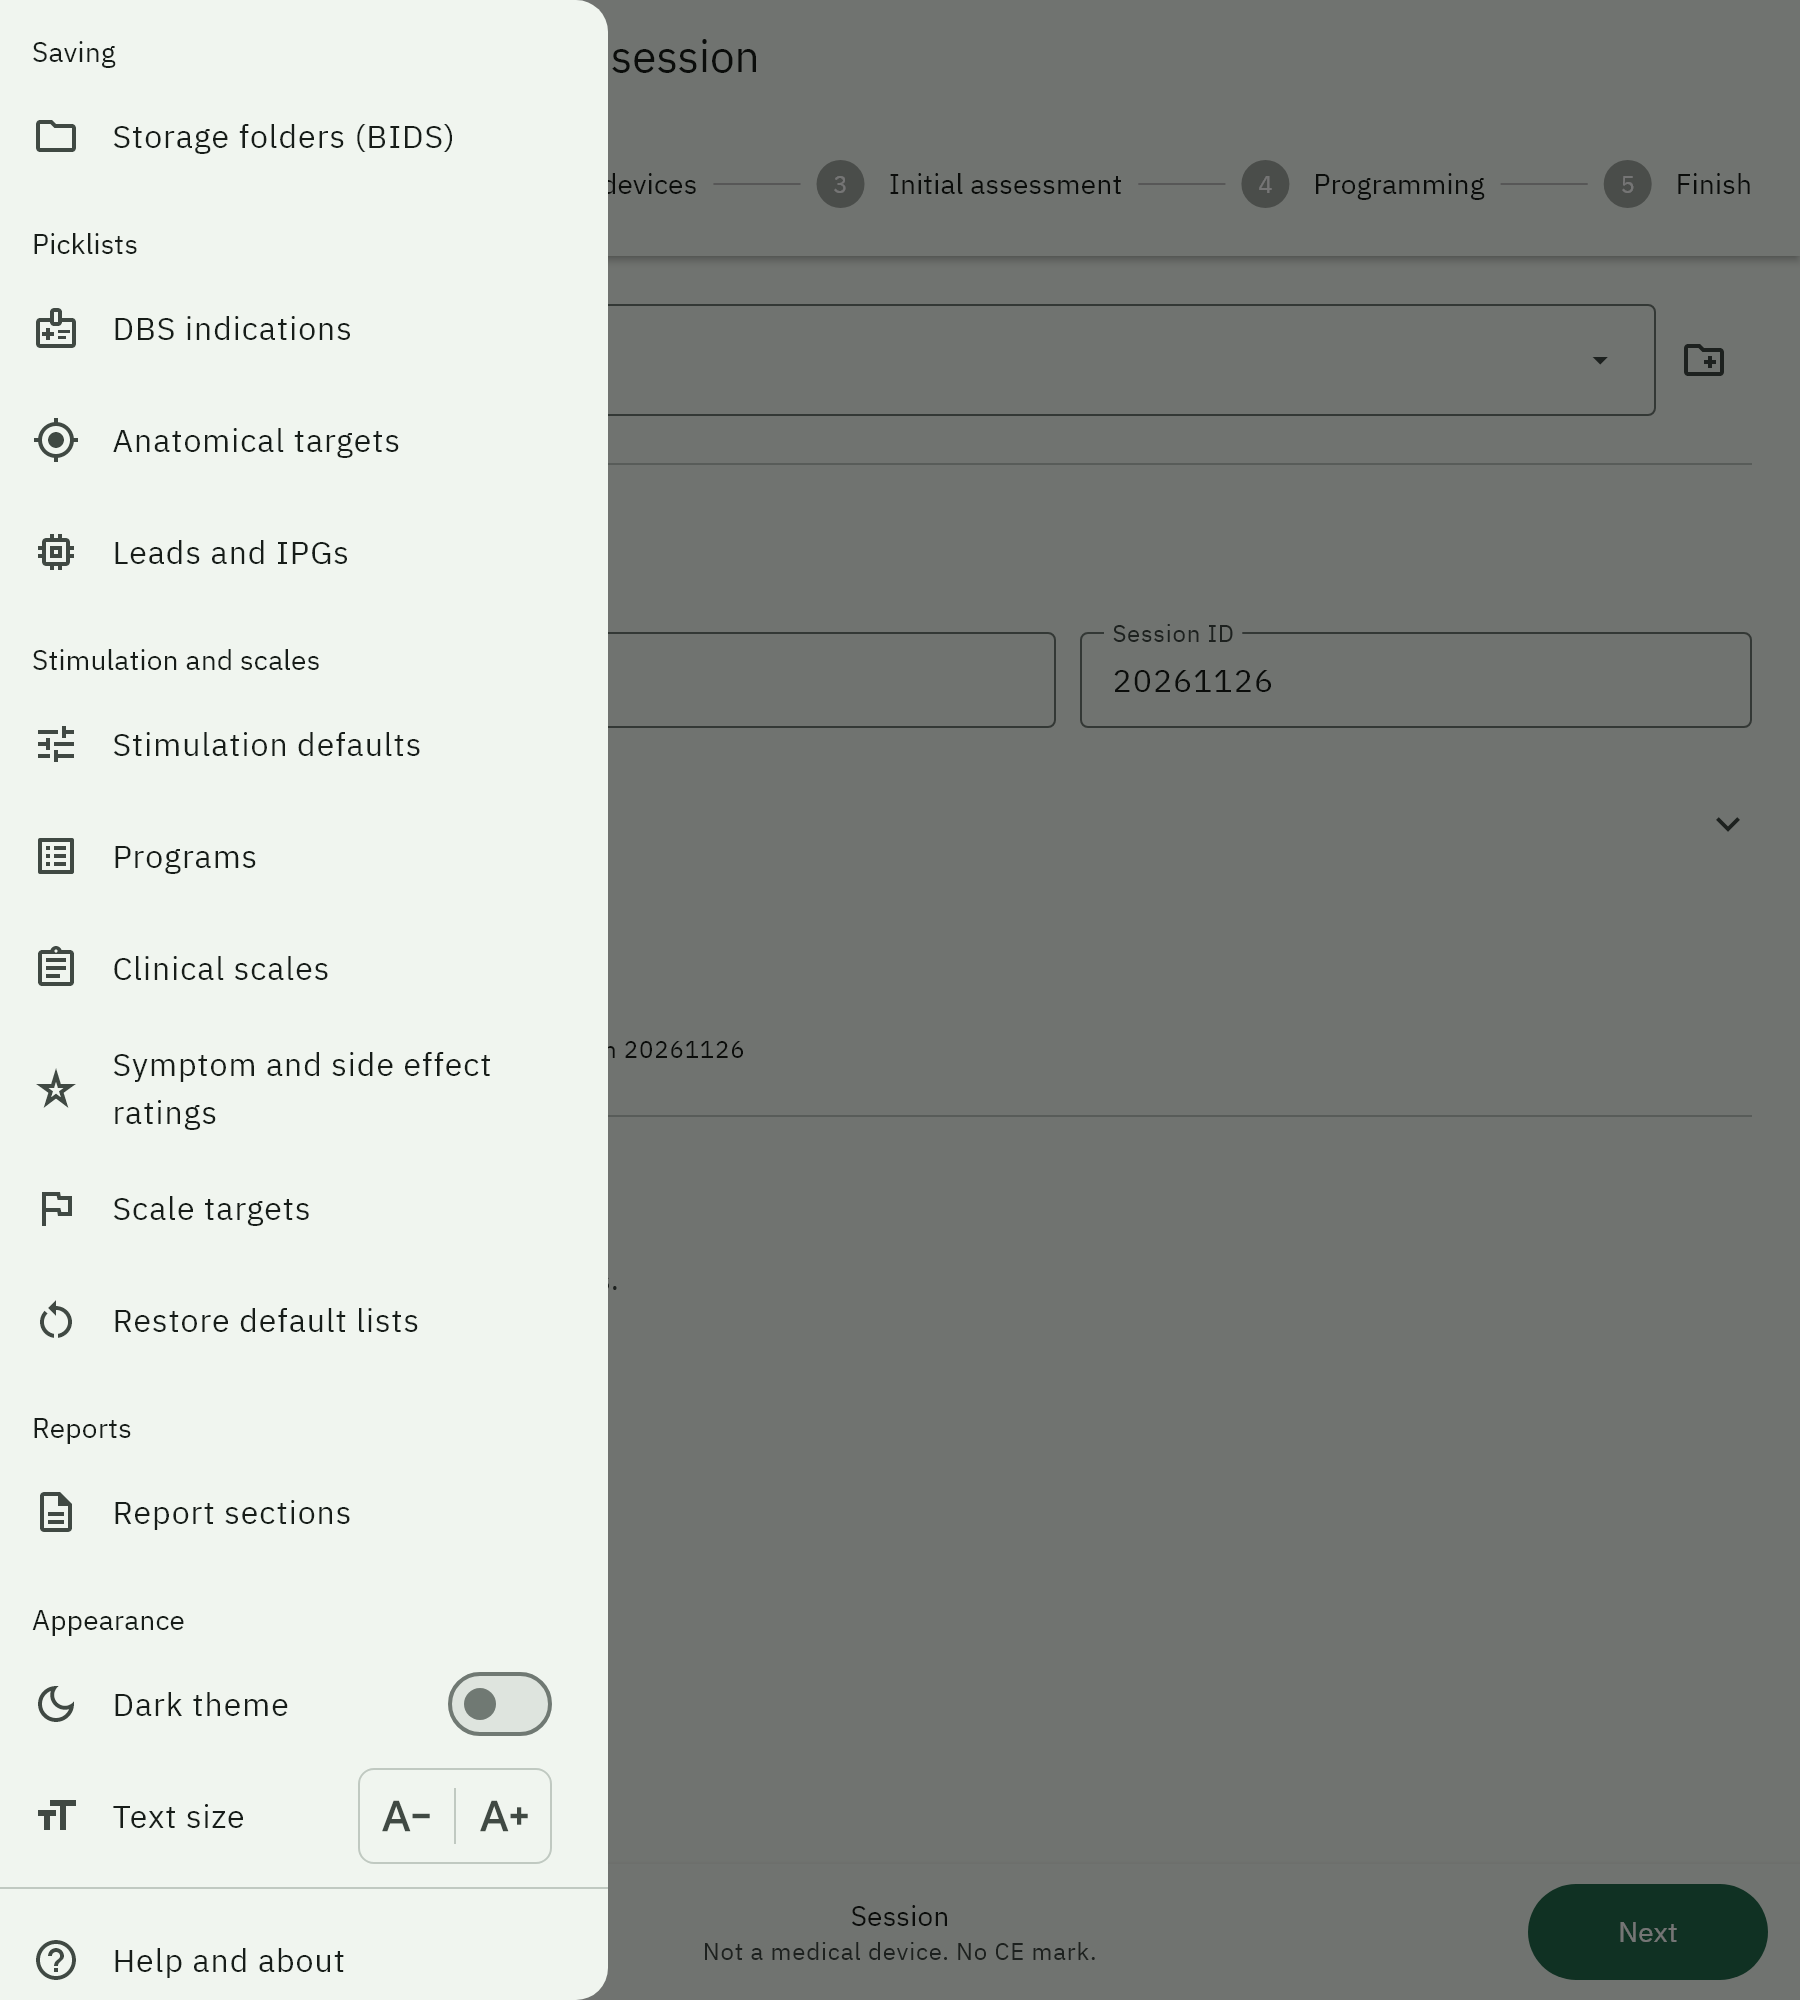 Saving
Storage folders (BIDS)
Picklists
DBS indications
Anatomical targets
Leads and IPGs
Stimulation and scales
Stimulation defaults
Programs
Clinical scales
Symptom and side effect
ratings
Scale targets
Restore default lists
Reports
Report sections
Appearance
Dark theme
Text size
A−
A+
Help and about
session
devices
3 Initial assessment
4 Programming
5 Finish
Session ID
20261126
20261126
Session
Not a medical device. No CE mark.
Next